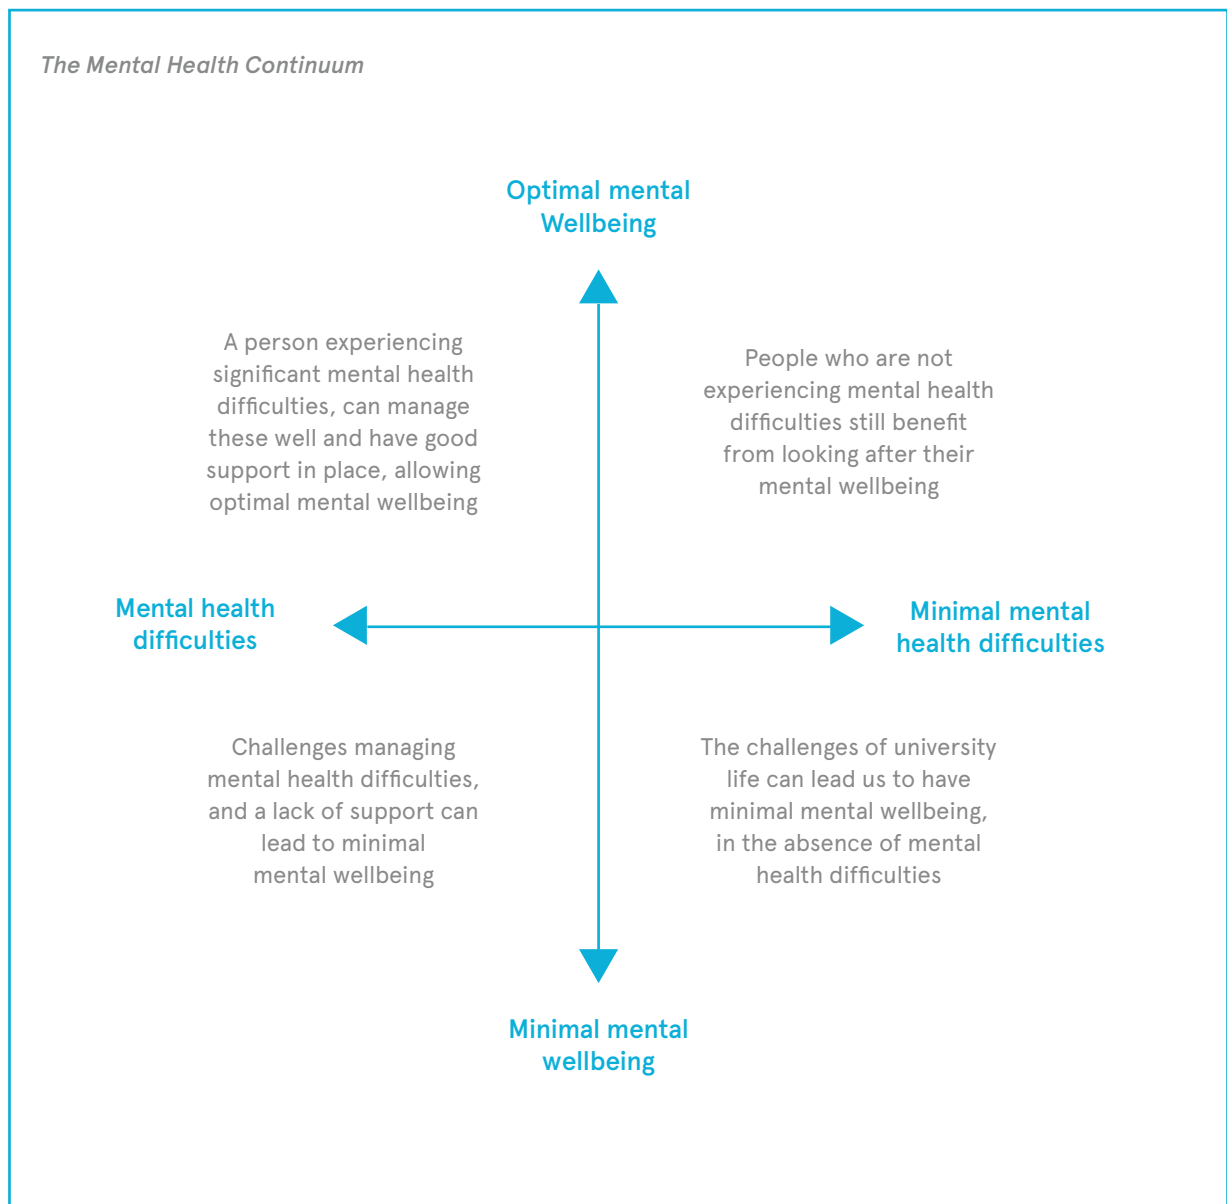 The Mental Health Continuum
Optimal mental
Wellbeing
A person experiencing
significant mental health
difficulties, can manage
these well and have good
support in place, allowing
optimal mental wellbeing
People who are not
experiencing mental health
difficulties still benefit
from looking after their
mental wellbeing
Mental health
difficulties
Minimal mental
health difficulties
Challenges managing
mental health difficulties,
and a lack of support can
lead to minimal
mental wellbeing
The challenges of university
life can lead us to have
minimal mental wellbeing,
in the absence of mental
health difficulties
Minimal mental
wellbeing